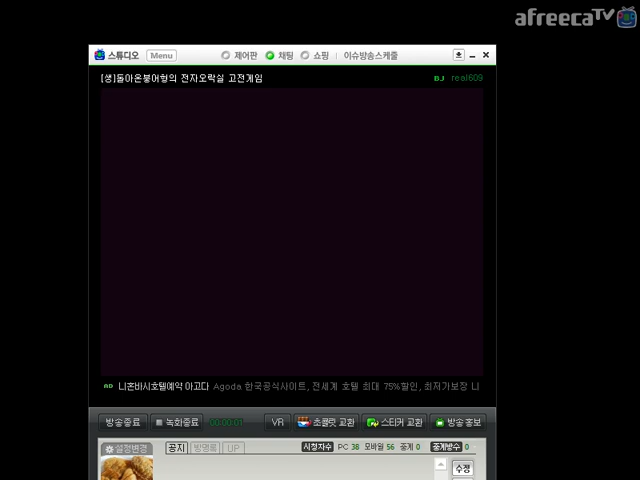 afreecaTV
스튜디오 Menu 제어판 채팅 쇼핑 이슈방송스케줄
[생]돌아온붕어형의 전자오락실 고전게임 BJ real609
AD 니혼바시호텔예약 아고다 Agoda 한국공식사이트, 전세계 호텔 최대 75%할인, 최저가보장 니
방송종료 녹화종료 00:00:01 VR 초콜릿 교환 스티커 교환 방송홍보
설정변경 공지 방명록 UP 시청자수 PC 38 모바일 56 중계 0 중계방수 0
수정